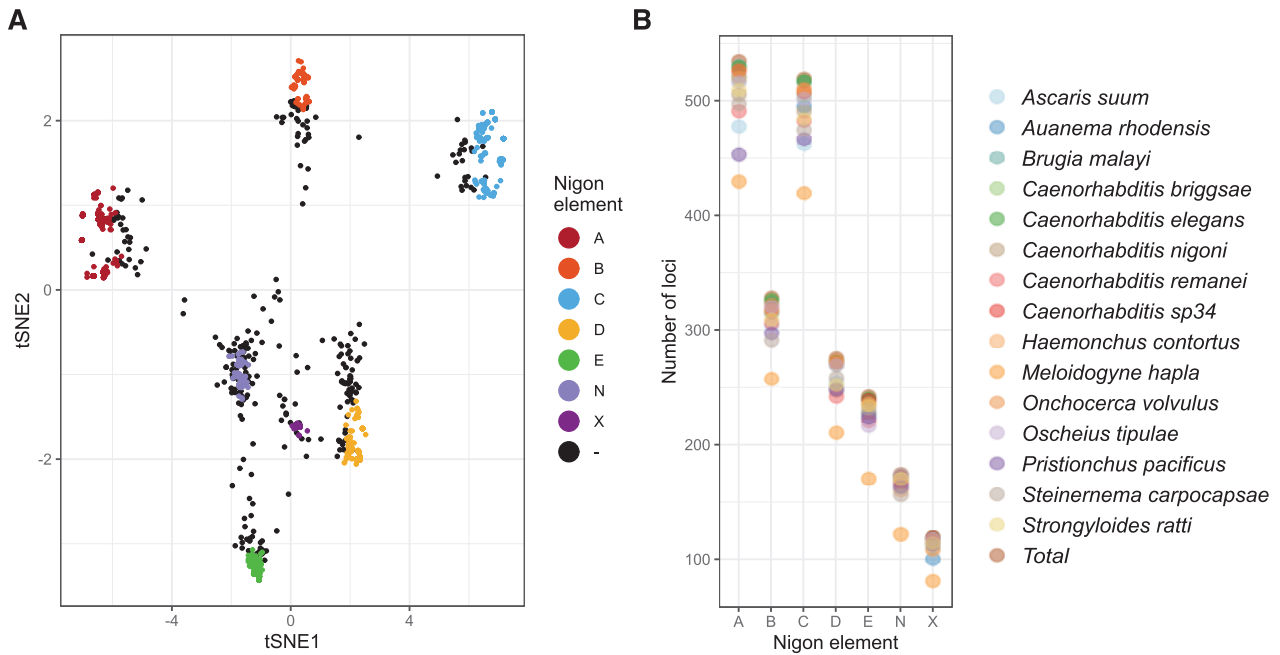 A
B
tSNE2
2
0
-2
-4
0
4
tSNE1
Nigon
element
A
B
C
D
E
N
X
-
Number of loci
500
400
300
200
100
A B C D E N X
Nigon element
Ascaris suum
Auanema rhodensis
Brugia malayi
Caenorhabditis briggsae
Caenorhabditis elegans
Caenorhabditis nigoni
Caenorhabditis remanei
Caenorhabditis sp34
Haemonchus contortus
Meloidogyne hapla
Onchocerca volvulus
Oscheius tipulae
Pristionchus pacificus
Steinernema carpocapsae
Strongyloides ratti
Total